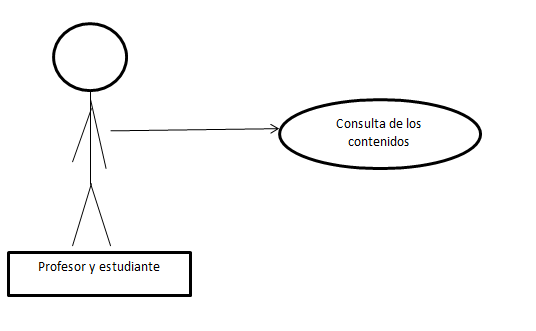 Consulta de los
contenidos
Profesor y estudiante